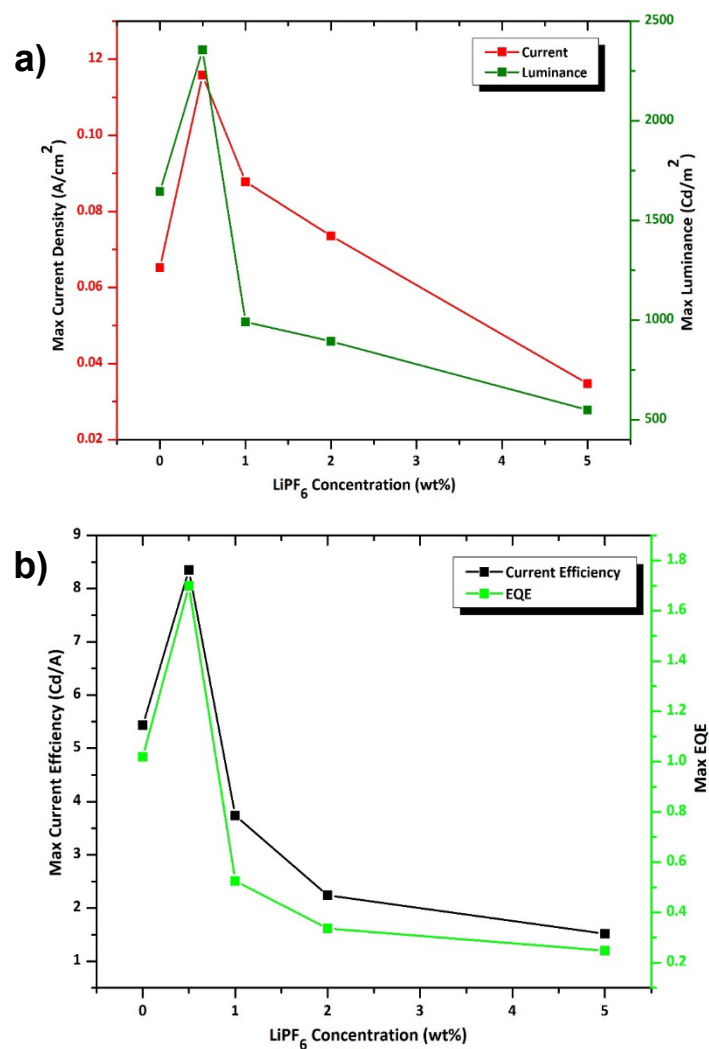 a)
Current
Luminance
Max Current Density (A/cm²)
12
0.10
0.08
0.06
0.04
0.02
2500
2000
1500
1000
500
Max Luminance (Cd/m²)
0 1 2 3 4 5
LiPF₆ Concentration (wt%)
b)
Current Efficiency
EQE
Max Current Effciency (Cd/A)
9
8
7
6
5
4
3
2
1
1.8
1.6
1.4
1.2
1.0
0.8
0.6
0.4
0.2
Max EQE
0 1 2 3 4 5
LiPF₆ Concentration (wt%)